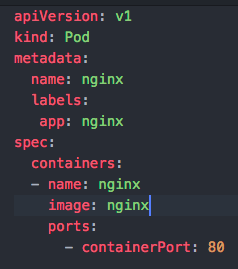 apiVersion: v1
kind: Pod
metadata:
  name: nginx
  labels:
   app: nginx
spec:
  containers:
  - name: nginx
    image: nginx
    ports:
      - containerPort: 80